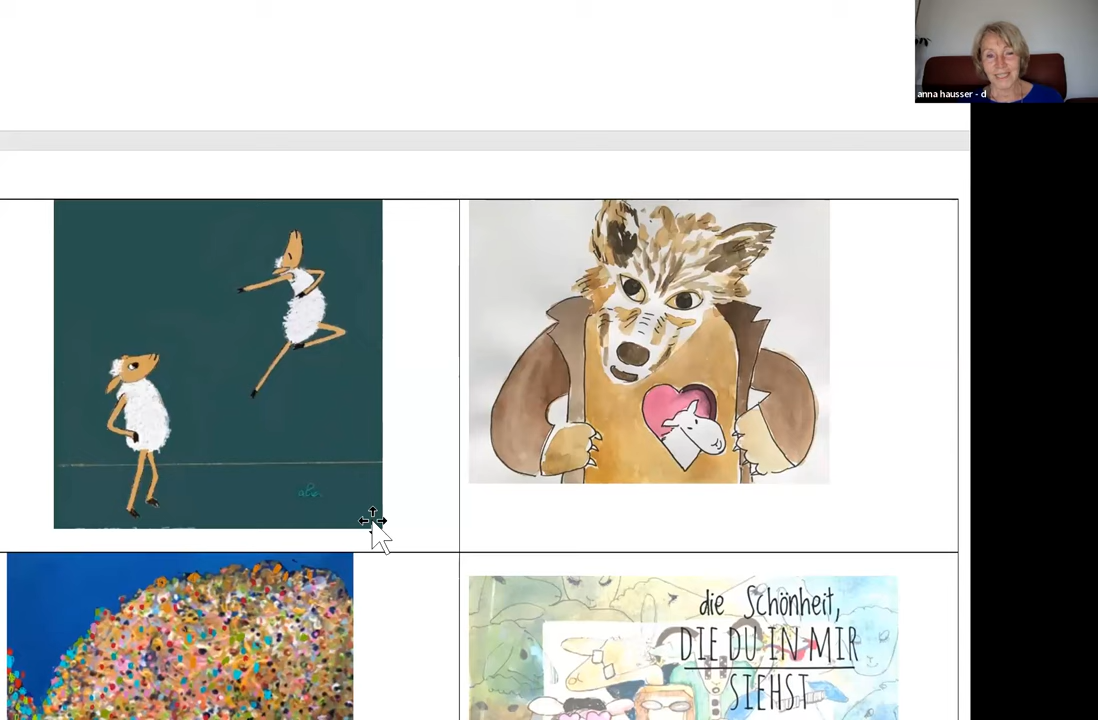 anna hausser - d
die Schönheit,
DIE DU IN MIR
SIEHST